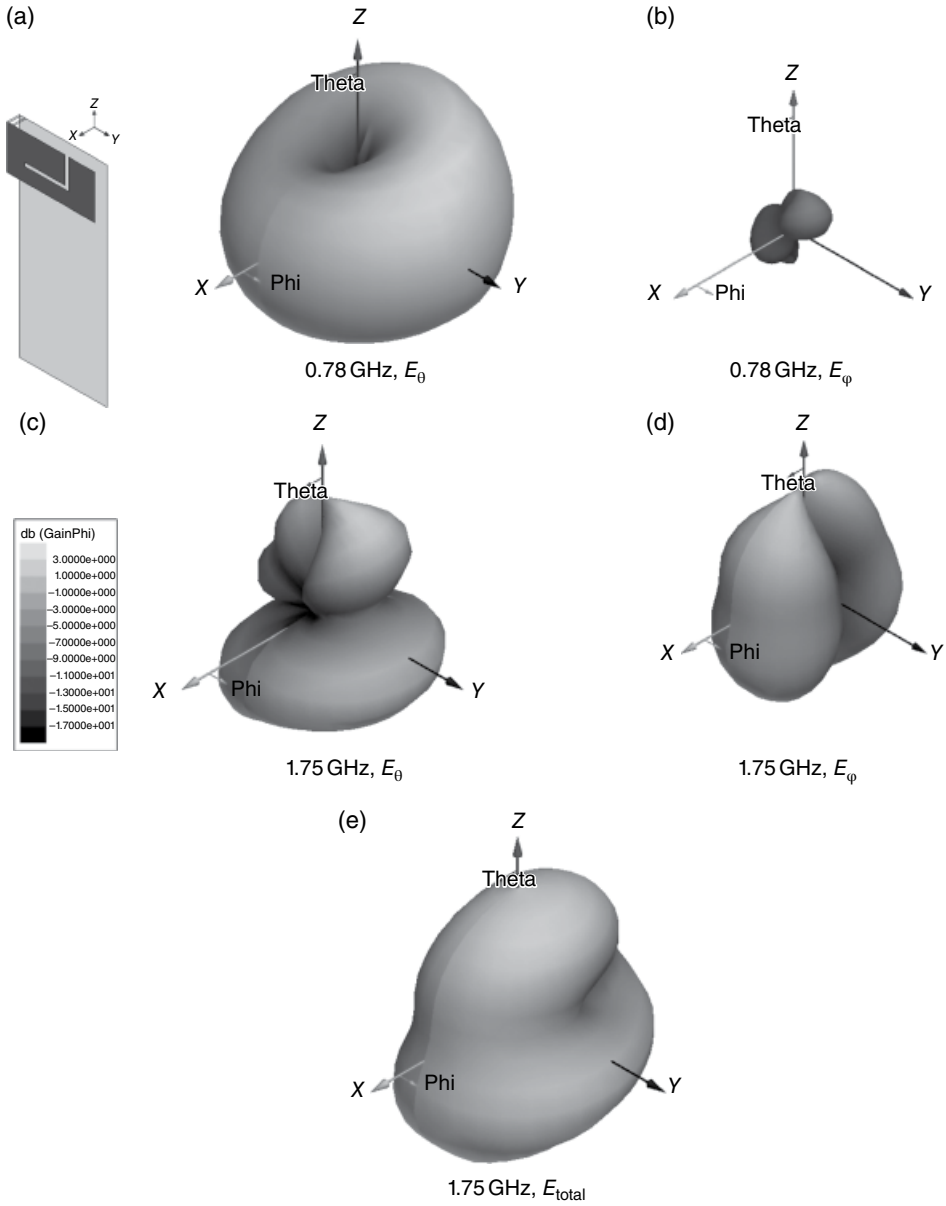 (a)
Z
Theta
X
Phi
Y
Z
X
Y
0.78 GHz, Eθ
(b)
Z
Theta
X
Phi
Y
0.78 GHz, Eφ
(c)
Z
Theta
X
Phi
Y
db (GainPhi)
3.0000e+000
1.0000e+000
−1.0000e+000
−3.0000e+000
−5.0000e+000
−7.0000e+000
−9.0000e+000
−1.1000e+001
−1.3000e+001
−1.5000e+001
−1.7000e+001
1.75 GHz, Eθ
(d)
Z
Theta
X
Phi
Y
1.75 GHz, Eφ
(e)
Z
Theta
X
Phi
Y
1.75 GHz, Etotal